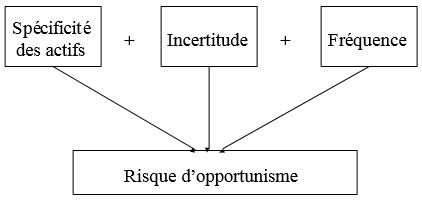 Spécificité
des actifs
+
Incertitude
+
Fréquence
Risque d’opportunisme